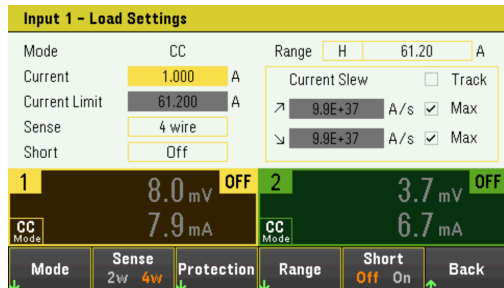 Input 1 – Load Settings
Mode CC Range H 61.20 A
Current 1.000 A Current Slew Track
Current Limit 61.200 A 9.9E+37 A/s Max
Sense 4 wire 9.9E+37 A/s Max
Short Off
1 8.0 mV OFF 2 3.7 mV OFF
CC Mode 7.9 mA CC Mode 6.7 mA
Mode Sense 2w 4w Protection Range Short Off On Back